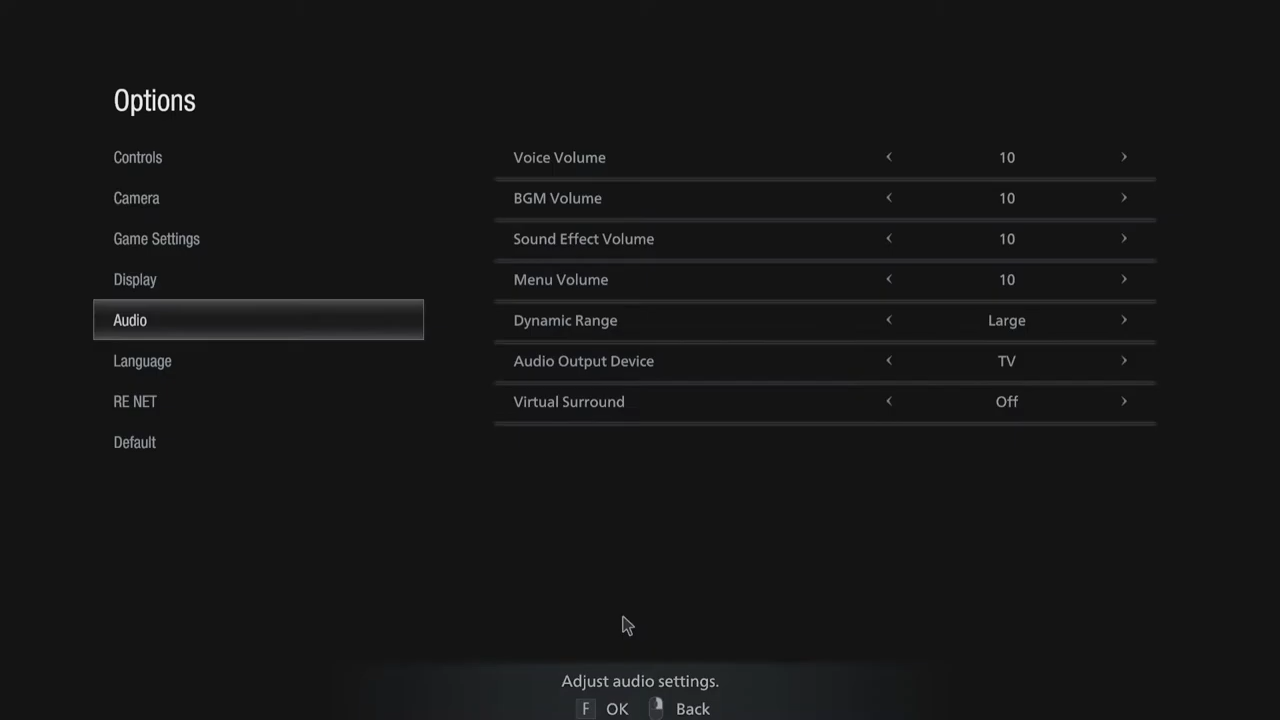 Options
Controls
Camera
Game Settings
Display
Audio
Language
RE NET
Default
Voice Volume 10
BGM Volume 10
Sound Effect Volume 10
Menu Volume 10
Dynamic Range Large
Audio Output Device TV
Virtual Surround Off
Adjust audio settings.
F OK Back